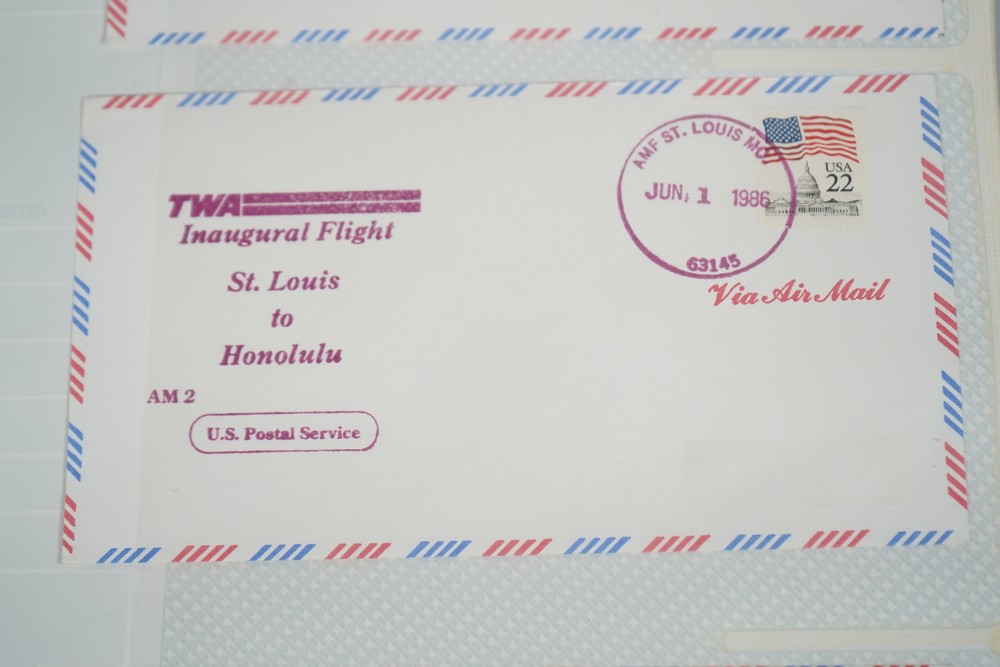 TWA
Inaugural Flight
St. Louis
to
Honolulu
AM 2
U.S. Postal Service
AMF ST. LOUIS MO
JUN 1 1986
63145
USA
22
Via Air Mail